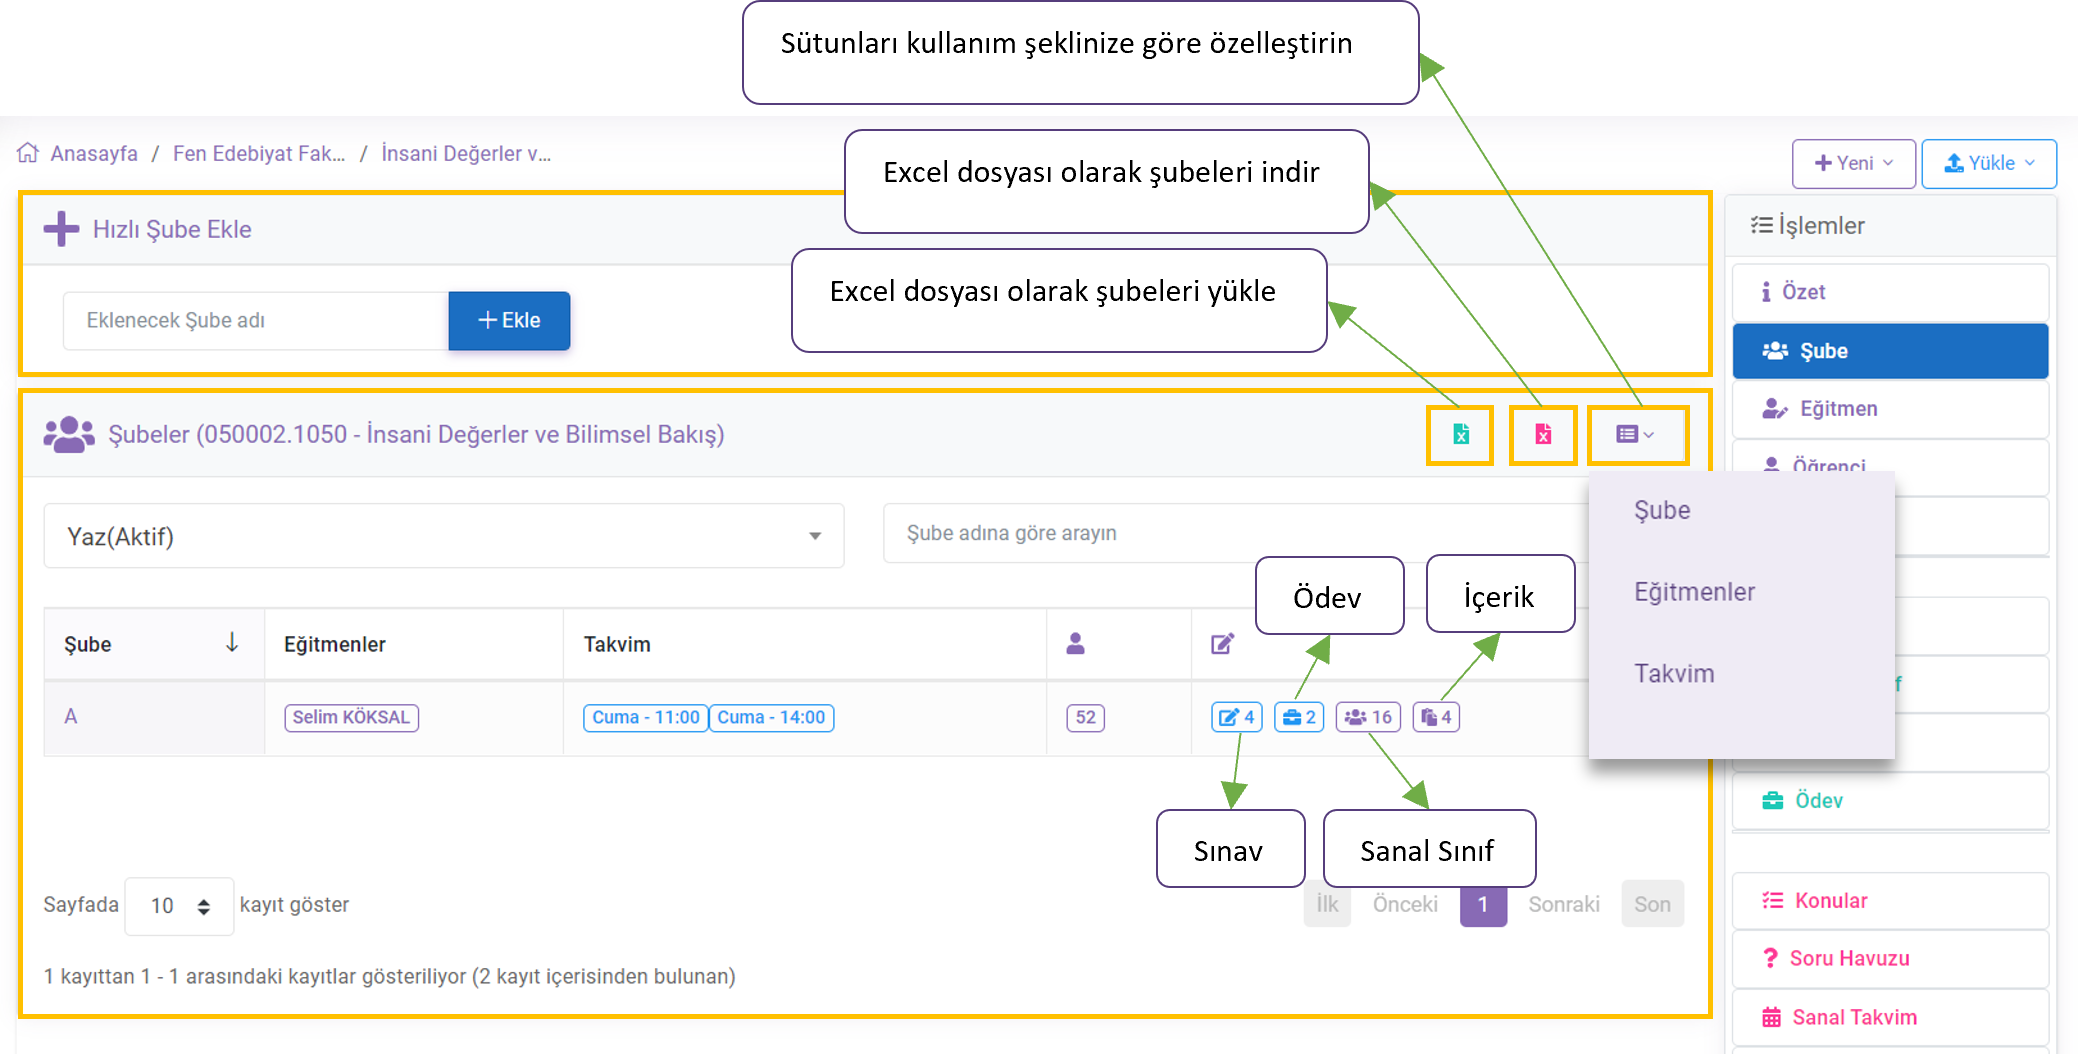 Sütunları kullanım şeklinize göre özelleştirin
Excel dosyası olarak şubeleri indir
Excel dosyası olarak şubeleri yükle
Anasayfa / Fen Edebiyat Fak... / İnsani Değerler v...
Yeni
Yükle
Hızlı Şube Ekle
Eklenecek Şube adı
+ Ekle
Şubeler (050002.1050 - İnsani Değerler ve Bilimsel Bakış)
Yaz(Aktif)
Şube adına göre arayın
Ödev
İçerik
Şube
Eğitmenler
Takvim
A
Selim KÖKSAL
Cuma - 11:00
Cuma - 14:00
52
4
2
16
4
Sınav
Sanal Sınıf
Sayfada 10 kayıt göster
İlk
Önceki
1
Sonraki
Son
1 kayıttan 1 - 1 arasındaki kayıtlar gösteriliyor (2 kayıt içerisinden bulunan)
Şube
Eğitmenler
Takvim
İşlemler
Özet
Şube
Eğitmen
Öğrenci
f
Ödev
Konular
Soru Havuzu
Sanal Takvim